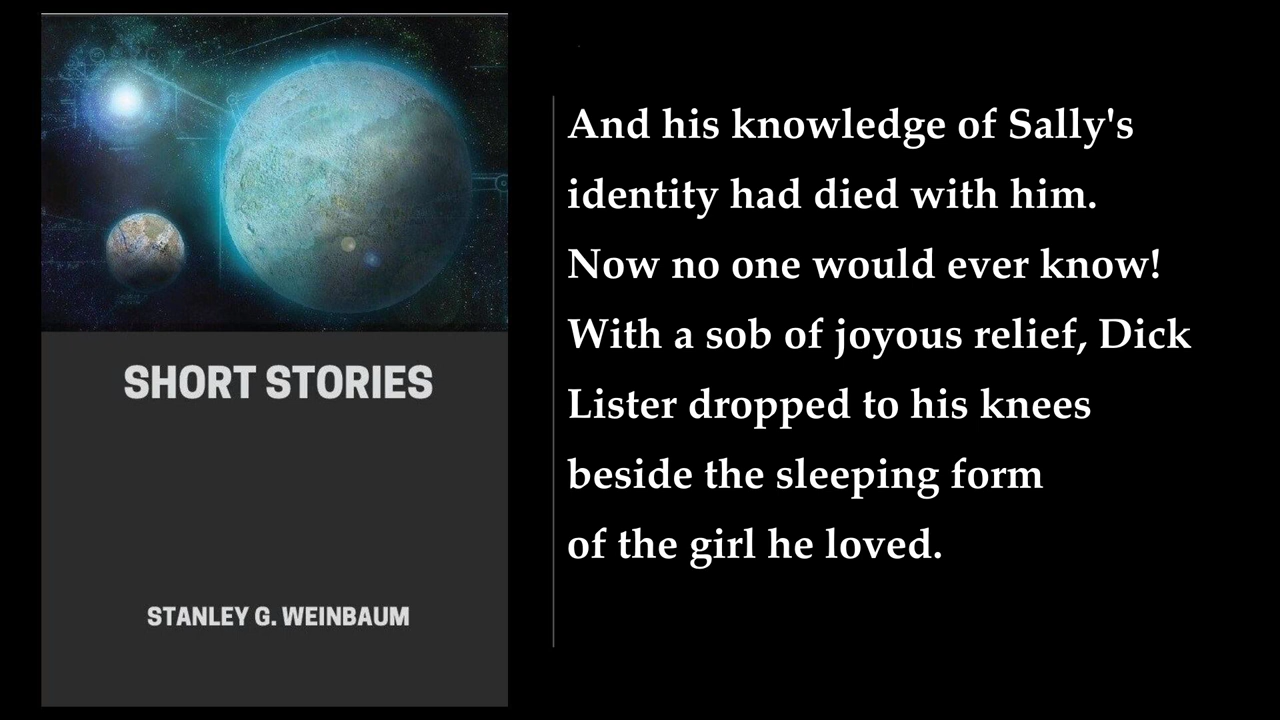 SHORT STORIES
STANLEY G. WEINBAUM
And his knowledge of Sally's
identity had died with him.
Now no one would ever know!
With a sob of joyous relief, Dick
Lister dropped to his knees
beside the sleeping form
of the girl he loved.